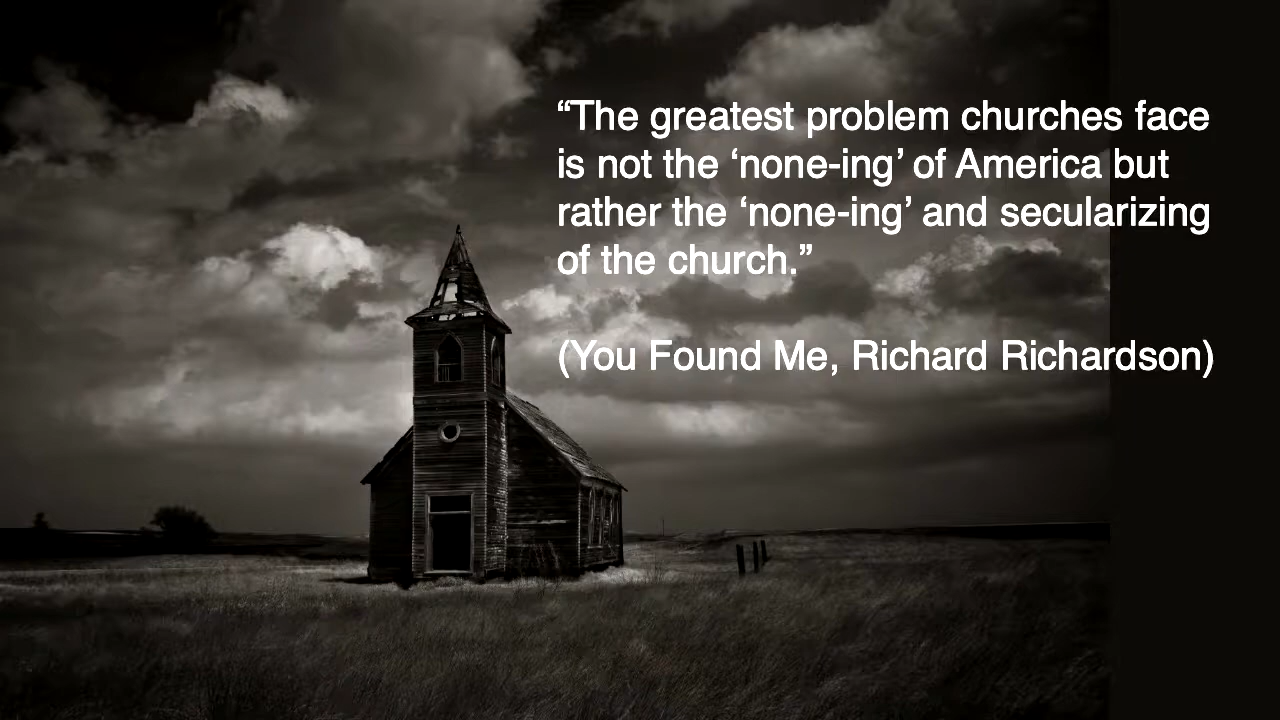 “The greatest problem churches face
is not the ‘none-ing’ of America but
rather the ‘none-ing’ and secularizing
of the church.”
(You Found Me, Richard Richardson)